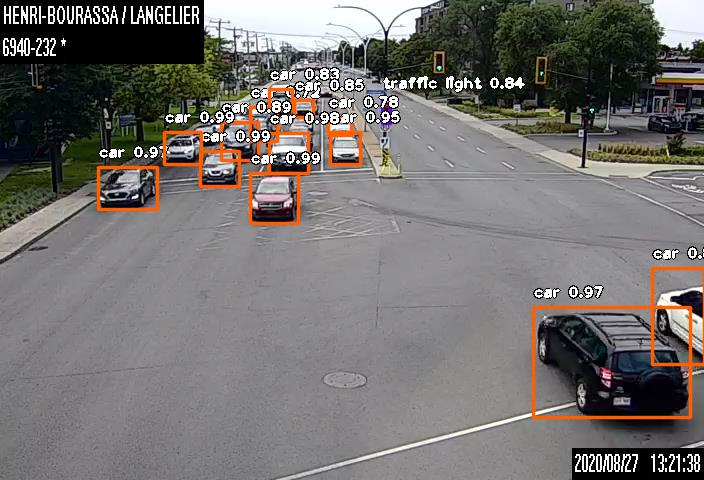 HENRI-BOURASSA / LANGELIER
6940-232 *
car 0.83
car 0.85
traffic light 0.84
car 0.89
car 0.78
car 0.99
car 0.98
car 0.95
car 0.99
car 0.97
car 0.99
car 0.97
2020/08/27 13:21:38